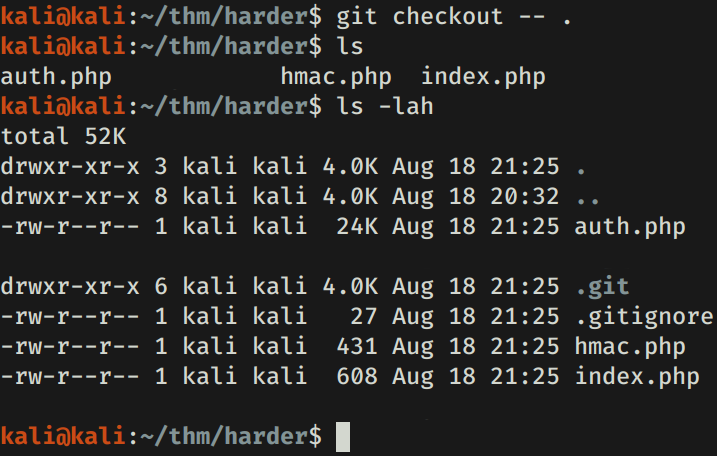 kali@kali:~/thm/harder$ git checkout -- .
kali@kali:~/thm/harder$ ls
auth.php            hmac.php  index.php
kali@kali:~/thm/harder$ ls -lah
total 52K
drwxr-xr-x 3 kali kali 4.0K Aug 18 21:25 .
drwxr-xr-x 8 kali kali 4.0K Aug 18 20:32 ..
-rw-r--r-- 1 kali kali  24K Aug 18 21:25 auth.php
drwxr-xr-x 6 kali kali 4.0K Aug 18 21:25 .git
-rw-r--r-- 1 kali kali   27 Aug 18 21:25 .gitignore
-rw-r--r-- 1 kali kali  431 Aug 18 21:25 hmac.php
-rw-r--r-- 1 kali kali  608 Aug 18 21:25 index.php
kali@kali:~/thm/harder$